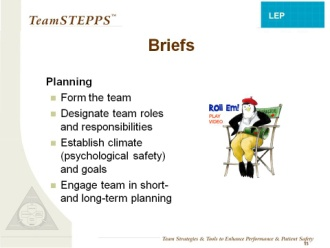 TeamSTEPPS™
LEP
Briefs
Planning
Form the team
Designate team roles
and responsibilities
Establish climate
(psychological safety)
and goals
Engage team in short-
and long-term planning
Roll Em!
PLAY
VIDEO
Team Strategies & Tools to Enhance Performance & Patient Safety